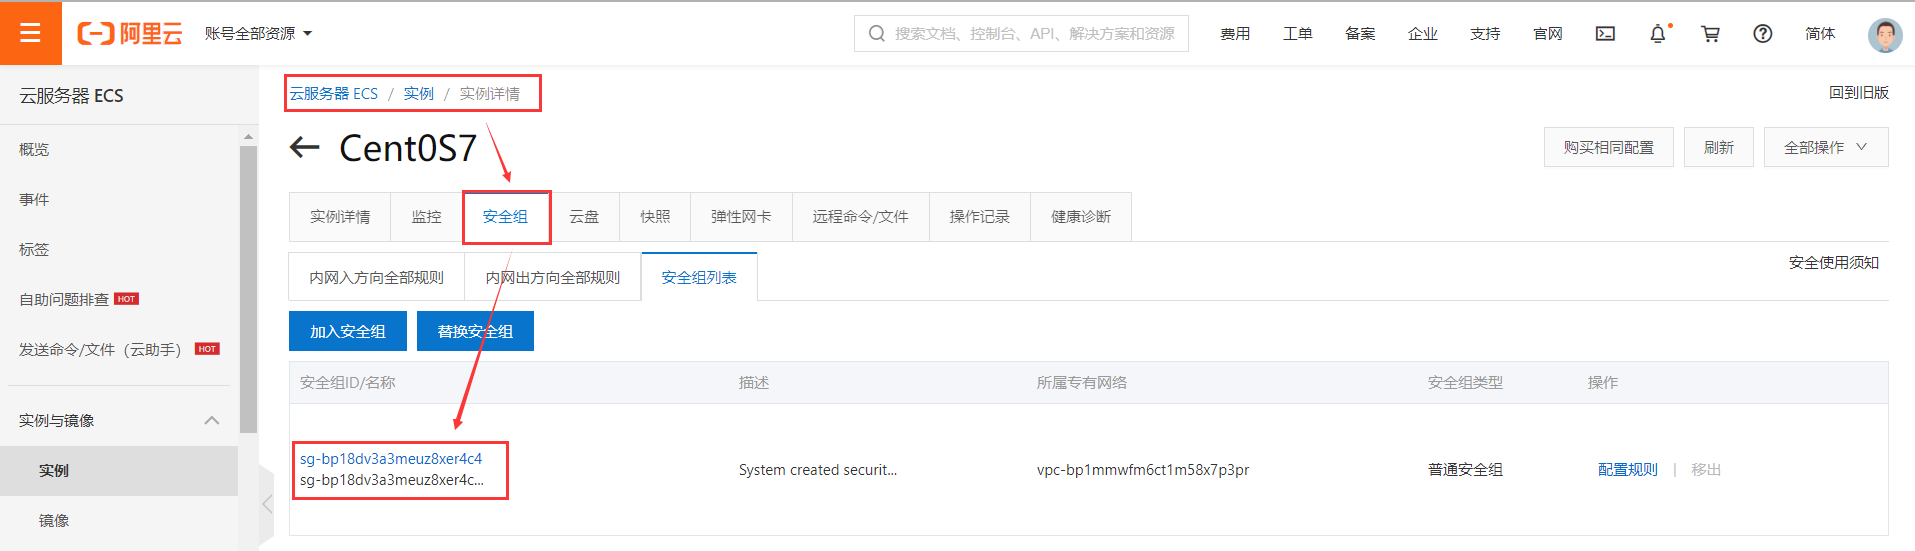 阿里云
账号全部资源
搜索文档、控制台、API、解决方案和资源
费用
工单
备案
企业
支持
官网
简体
云服务器 ECS
概览
事件
标签
自助问题排查 HOT
发送命令/文件（云助手） HOT
实例与镜像
实例
镜像
云服务器 ECS / 实例 / 实例详情
回到旧版
Cent0S7
购买相同配置
刷新
全部操作
实例详情
监控
安全组
云盘
快照
弹性网卡
远程命令/文件
操作记录
健康诊断
内网入方向全部规则
内网出方向全部规则
安全组列表
安全使用须知
加入安全组
替换安全组
安全组ID/名称
描述
所属专有网络
安全组类型
操作
sg-bp18dv3a3meuz8xer4c4
sg-bp18dv3a3meuz8xer4c...
System created securit...
vpc-bp1mmwfm6ct1m58x7p3pr
普通安全组
配置规则 | 移出